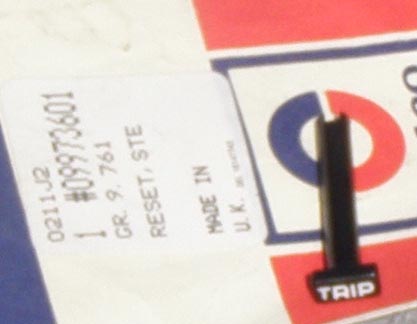 0211J2
1 #09973601
GR. 9. 761
RESET, STE
MADE IN
U.K.
TRIP